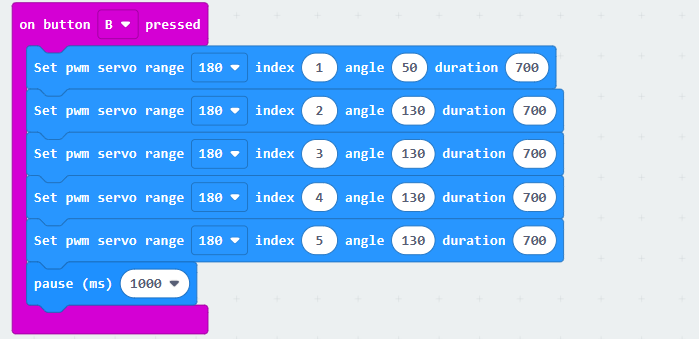 on button B pressed
Set pwm servo range 180 index 1 angle 50 duration 700
Set pwm servo range 180 index 2 angle 130 duration 700
Set pwm servo range 180 index 3 angle 130 duration 700
Set pwm servo range 180 index 4 angle 130 duration 700
Set pwm servo range 180 index 5 angle 130 duration 700
pause (ms) 1000